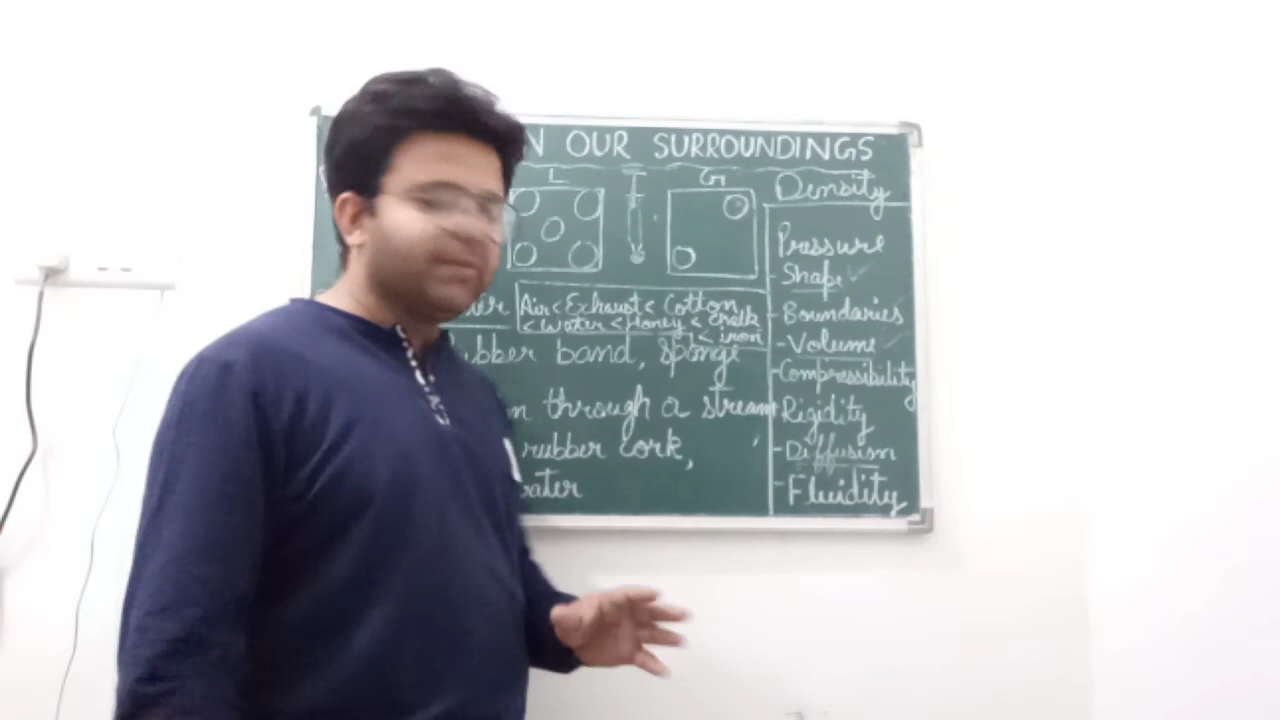 N OUR SURROUNDINGS
L
G
Density
Pressure
- Shape ✓
- Boundaries
- Volume
- Compressibility
Rigidity
- Diffusion
- Fluidity
Air < Exhaust < Cotton
< Water < Honey < Chalk
< iron
ubber band, sponge
n through a stream
rubber cork,
water